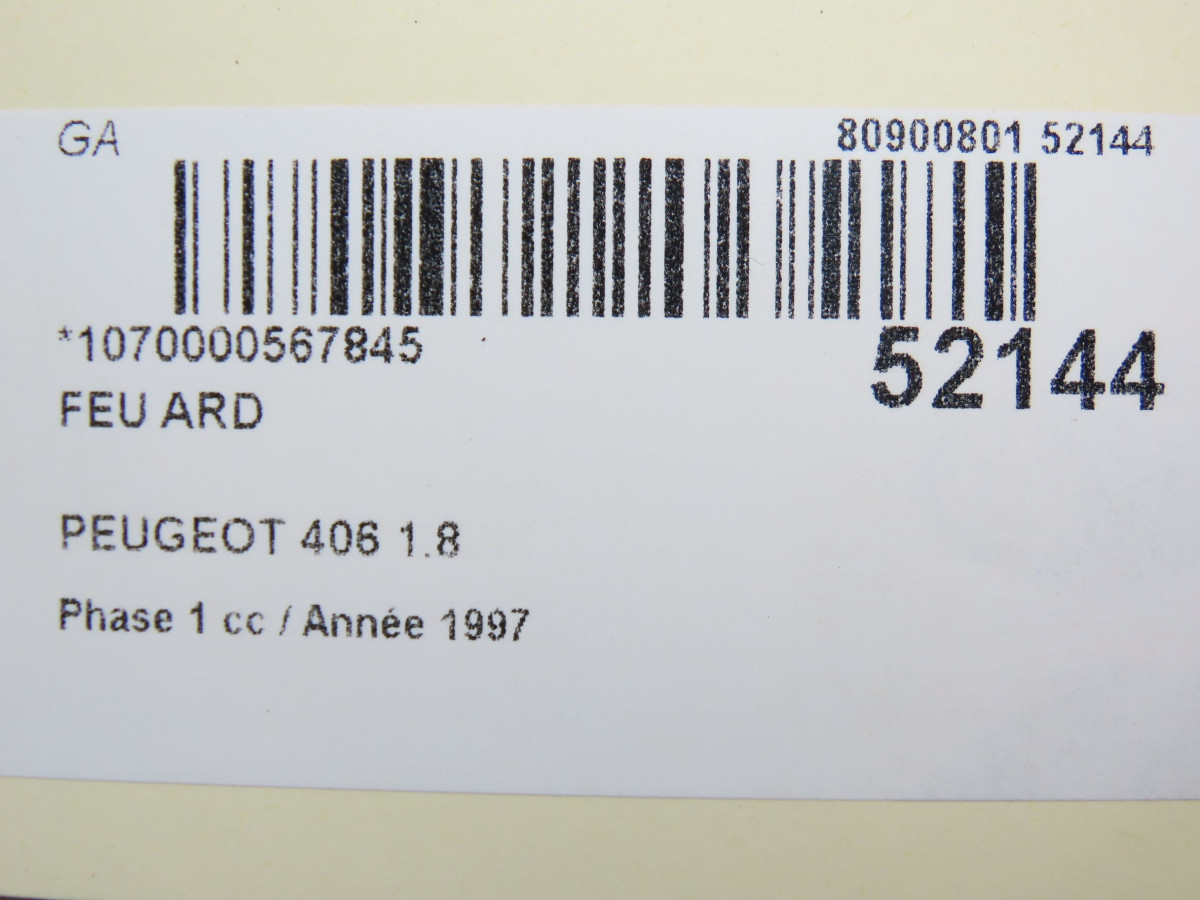 GA
80900801 52144
*1070000567845
52144
FEU ARD
PEUGEOT 406 1.8
Phase 1 cc / Année 1997